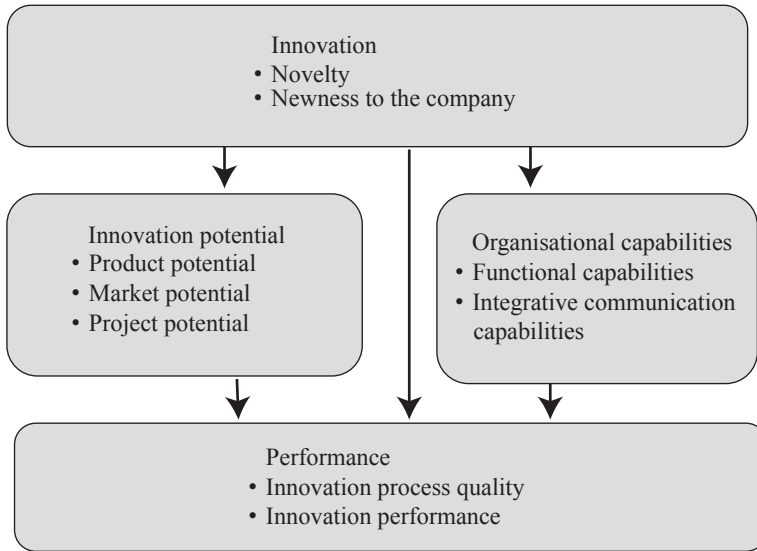 Innovation
• Novelty
• Newness to the company
Innovation potential
• Product potential
• Market potential
• Project potential
Organisational capabilities
• Functional capabilities
• Integrative communication
capabilities
Performance
• Innovation process quality
• Innovation performance